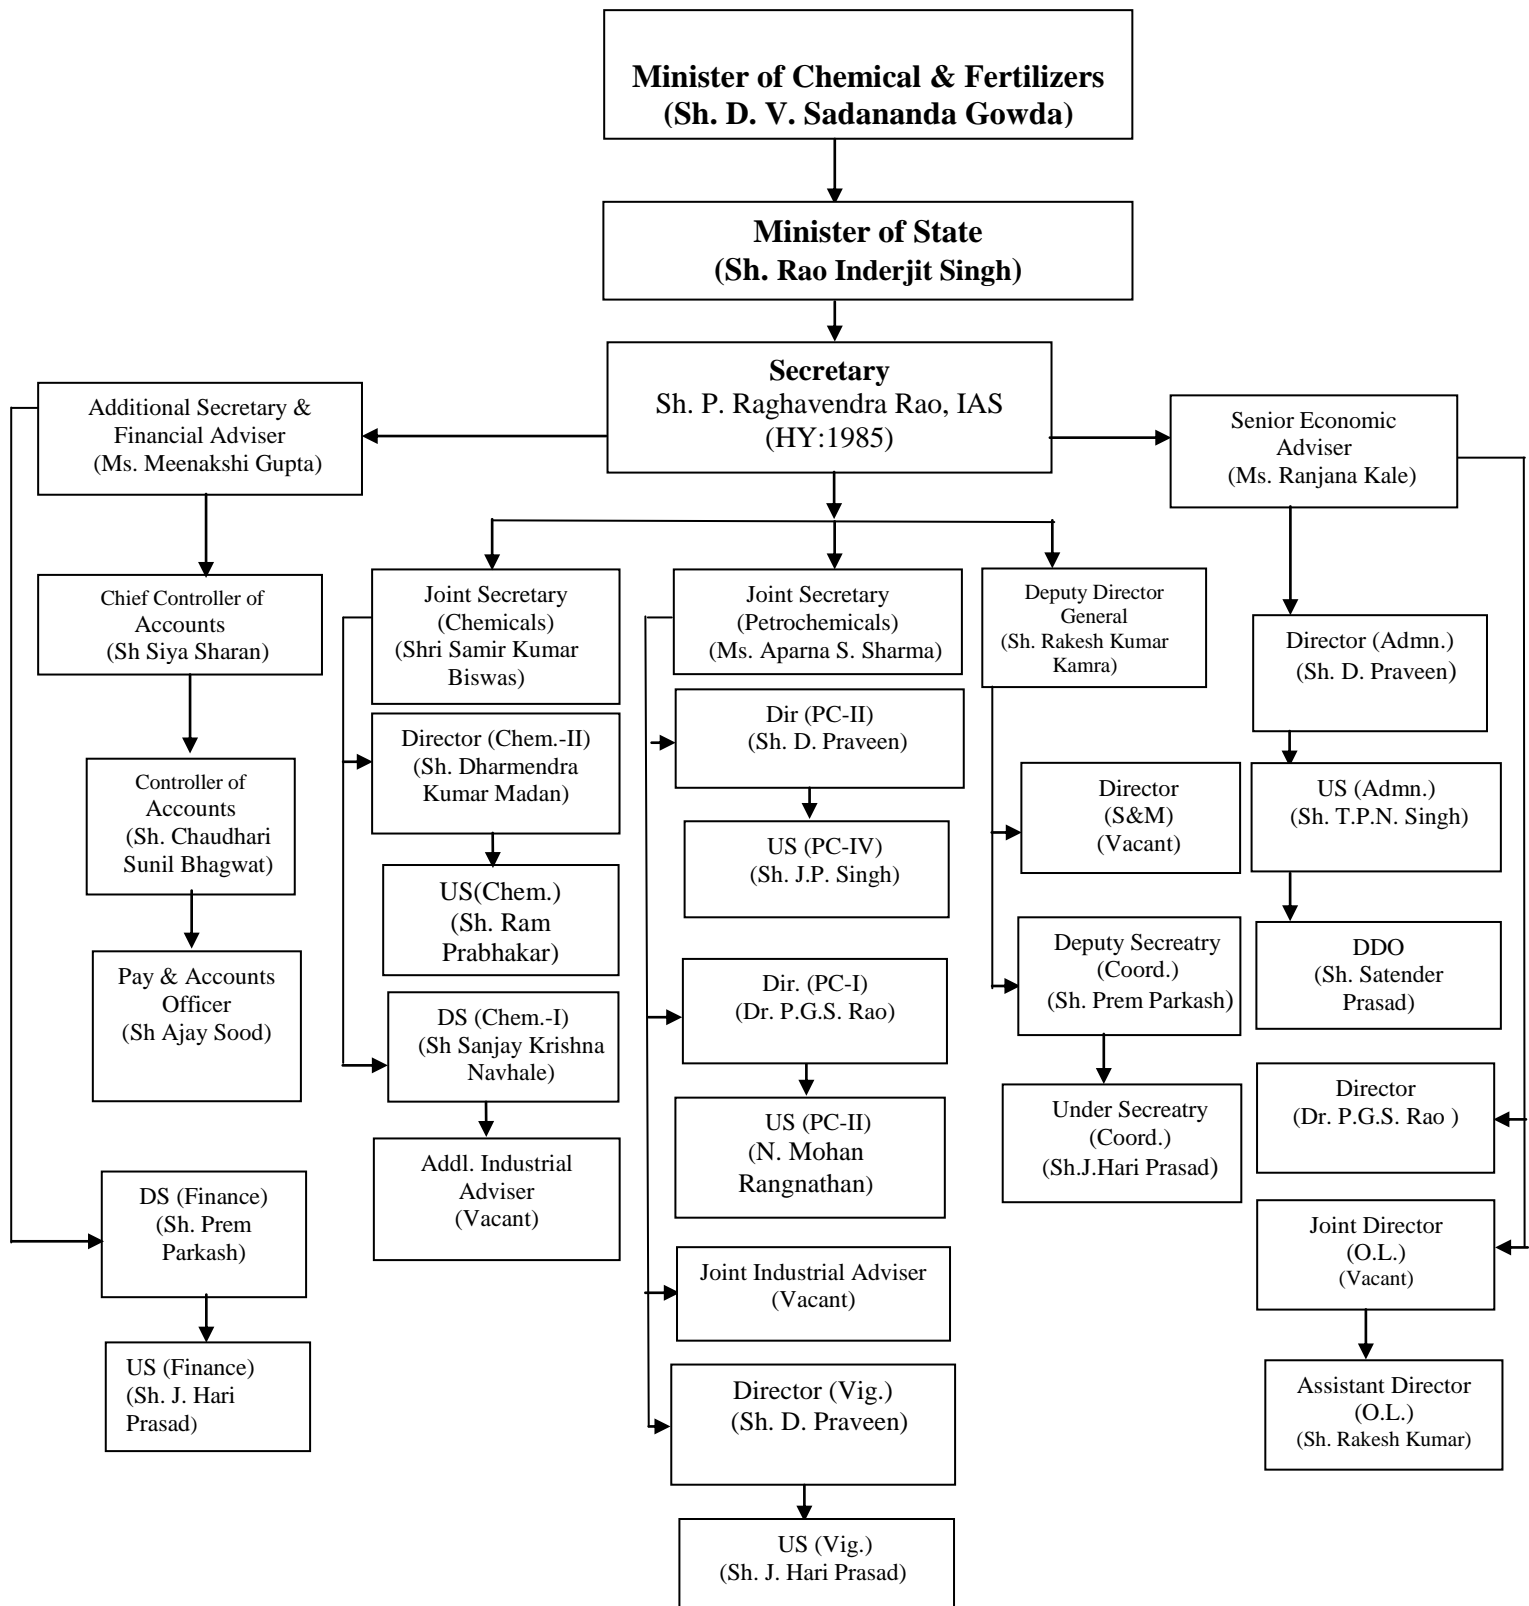 Minister of Chemical & Fertilizers
(Sh. D. V. Sadananda Gowda)
Minister of State
(Sh. Rao Inderjit Singh)
Secretary
Sh. P. Raghavendra Rao, IAS
(HY:1985)
Additional Secretary &
Financial Adviser
(Ms. Meenakshi Gupta)
Senior Economic
Adviser
(Ms. Ranjana Kale)
Chief Controller of
Accounts
(Sh Siya Sharan)
Controller of
Accounts
(Sh. Chaudhari
Sunil Bhagwat)
Pay & Accounts
Officer
(Sh Ajay Sood)
DS (Finance)
(Sh. Prem
Parkash)
US (Finance)
(Sh. J. Hari
Prasad)
Joint Secretary
(Chemicals)
(Shri Samir Kumar
Biswas)
Director (Chem.-II)
(Sh. Dharmendra
Kumar Madan)
US(Chem.)
(Sh. Ram
Prabhakar)
DS (Chem.-I)
(Sh Sanjay Krishna
Navhale)
Addl. Industrial
Adviser
(Vacant)
Joint Secretary
(Petrochemicals)
(Ms. Aparna S. Sharma)
Dir (PC-II)
(Sh. D. Praveen)
US (PC-IV)
(Sh. J.P. Singh)
Dir. (PC-I)
(Dr. P.G.S. Rao)
US (PC-II)
(N. Mohan
Rangnathan)
Joint Industrial Adviser
(Vacant)
Director (Vig.)
(Sh. D. Praveen)
US (Vig.)
(Sh. J. Hari Prasad)
Deputy Director
General
(Sh. Rakesh Kumar
Kamra)
Director
(S&M)
(Vacant)
Deputy Secreatry
(Coord.)
(Sh. Prem Parkash)
Under Secreatry
(Coord.)
(Sh.J.Hari Prasad)
Director (Admn.)
(Sh. D. Praveen)
US (Admn.)
(Sh. T.P.N. Singh)
DDO
(Sh. Satender
Prasad)
Director
(Dr. P.G.S. Rao )
Joint Director
(O.L.)
(Vacant)
Assistant Director
(O.L.)
(Sh. Rakesh Kumar)